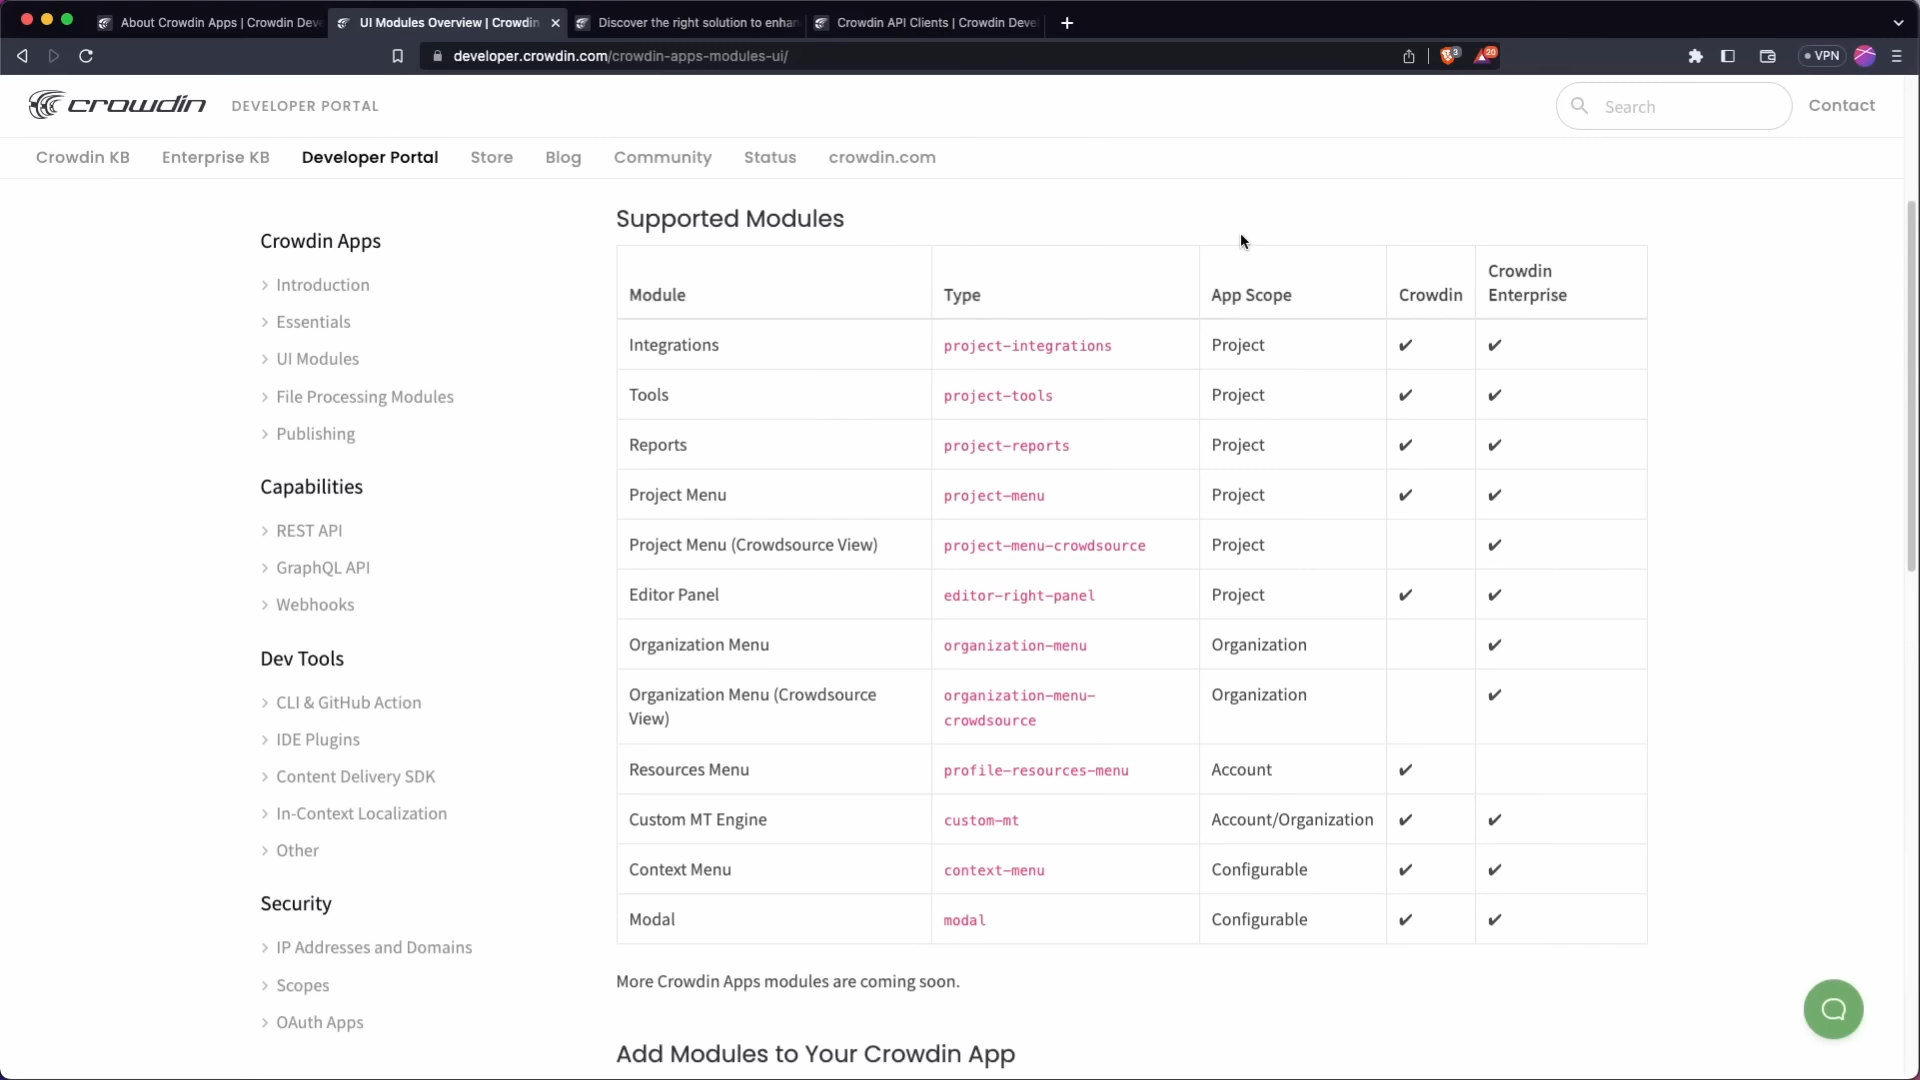 About Crowdin Apps | Crowdin Deve
UI Modules Overview | Crowdin
Discover the right solution to enhan
Crowdin API Clients | Crowdin Deve
developer.crowdin.com/crowdin-apps-modules-ui/
3
20
VPN
crowdin DEVELOPER PORTAL
Search
Contact
Crowdin KB Enterprise KB Developer Portal Store Blog Community Status crowdin.com
Crowdin Apps
Introduction
Essentials
UI Modules
File Processing Modules
Publishing
Capabilities
REST API
GraphQL API
Webhooks
Dev Tools
CLI & GitHub Action
IDE Plugins
Content Delivery SDK
In-Context Localization
Other
Security
IP Addresses and Domains
Scopes
OAuth Apps
Supported Modules
Module Type App Scope Crowdin Crowdin Enterprise
Integrations project-integrations Project ✔ ✔
Tools project-tools Project ✔ ✔
Reports project-reports Project ✔ ✔
Project Menu project-menu Project ✔ ✔
Project Menu (Crowdsource View) project-menu-crowdsource Project ✔
Editor Panel editor-right-panel Project ✔ ✔
Organization Menu organization-menu Organization ✔
Organization Menu (Crowdsource View) organization-menu-crowdsource Organization ✔
Resources Menu profile-resources-menu Account ✔
Custom MT Engine custom-mt Account/Organization ✔ ✔
Context Menu context-menu Configurable ✔ ✔
Modal modal Configurable ✔ ✔
More Crowdin Apps modules are coming soon.
Add Modules to Your Crowdin App